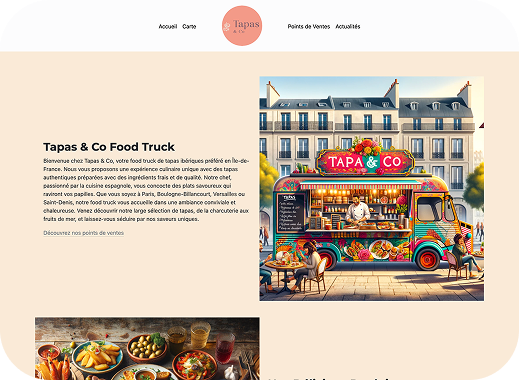 Accueil Carte
Tapas
& Co
Points de Ventes Actualités
Tapas & Co Food Truck
Bienvenue chez Tapas & Co, votre food truck de tapas ibériques préféré en Île-de-
France. Nous vous proposons une expérience culinaire unique avec des tapas
authentiques préparées avec des ingrédients frais et de qualité. Notre chef,
passionné par la cuisine espagnole, vous concocte des plats savoureux qui
raviront vos papilles. Que vous soyez à Paris, Boulogne-Billancourt, Versailles ou
Saint-Denis, notre food truck vous accueille dans une ambiance conviviale et
chaleureuse. Venez découvrir notre large sélection de tapas, de la charcuterie aux
fruits de mer, et laissez-vous séduire par nos saveurs uniques.
Découvrez nos points de ventes
TAPA & CO
TAPAS